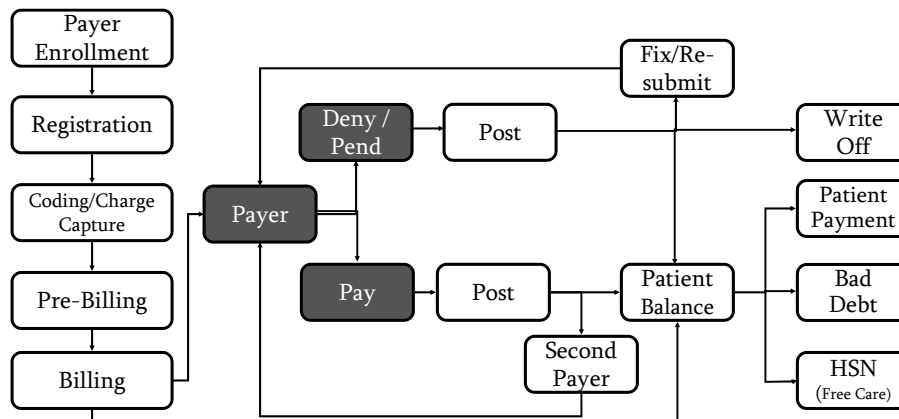 Payer
Enrollment
Registration
Coding/Charge
Capture
Pre-Billing
Billing
Payer
Deny /
Pend
Post
Fix/Re-
submit
Write
Off
Pay
Post
Second
Payer
Patient
Balance
Patient
Payment
Bad
Debt
HSN
(Free Care)